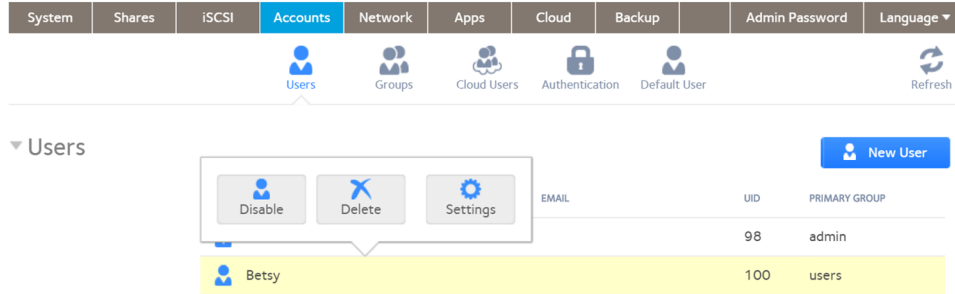 System Shares iSCSI Accounts Network Apps Cloud Backup Admin Password Language
Users Groups Cloud Users Authentication Default User Refresh
Users New User
Disable Delete Settings
EMAIL UID PRIMARY GROUP
98 admin
Betsy 100 users